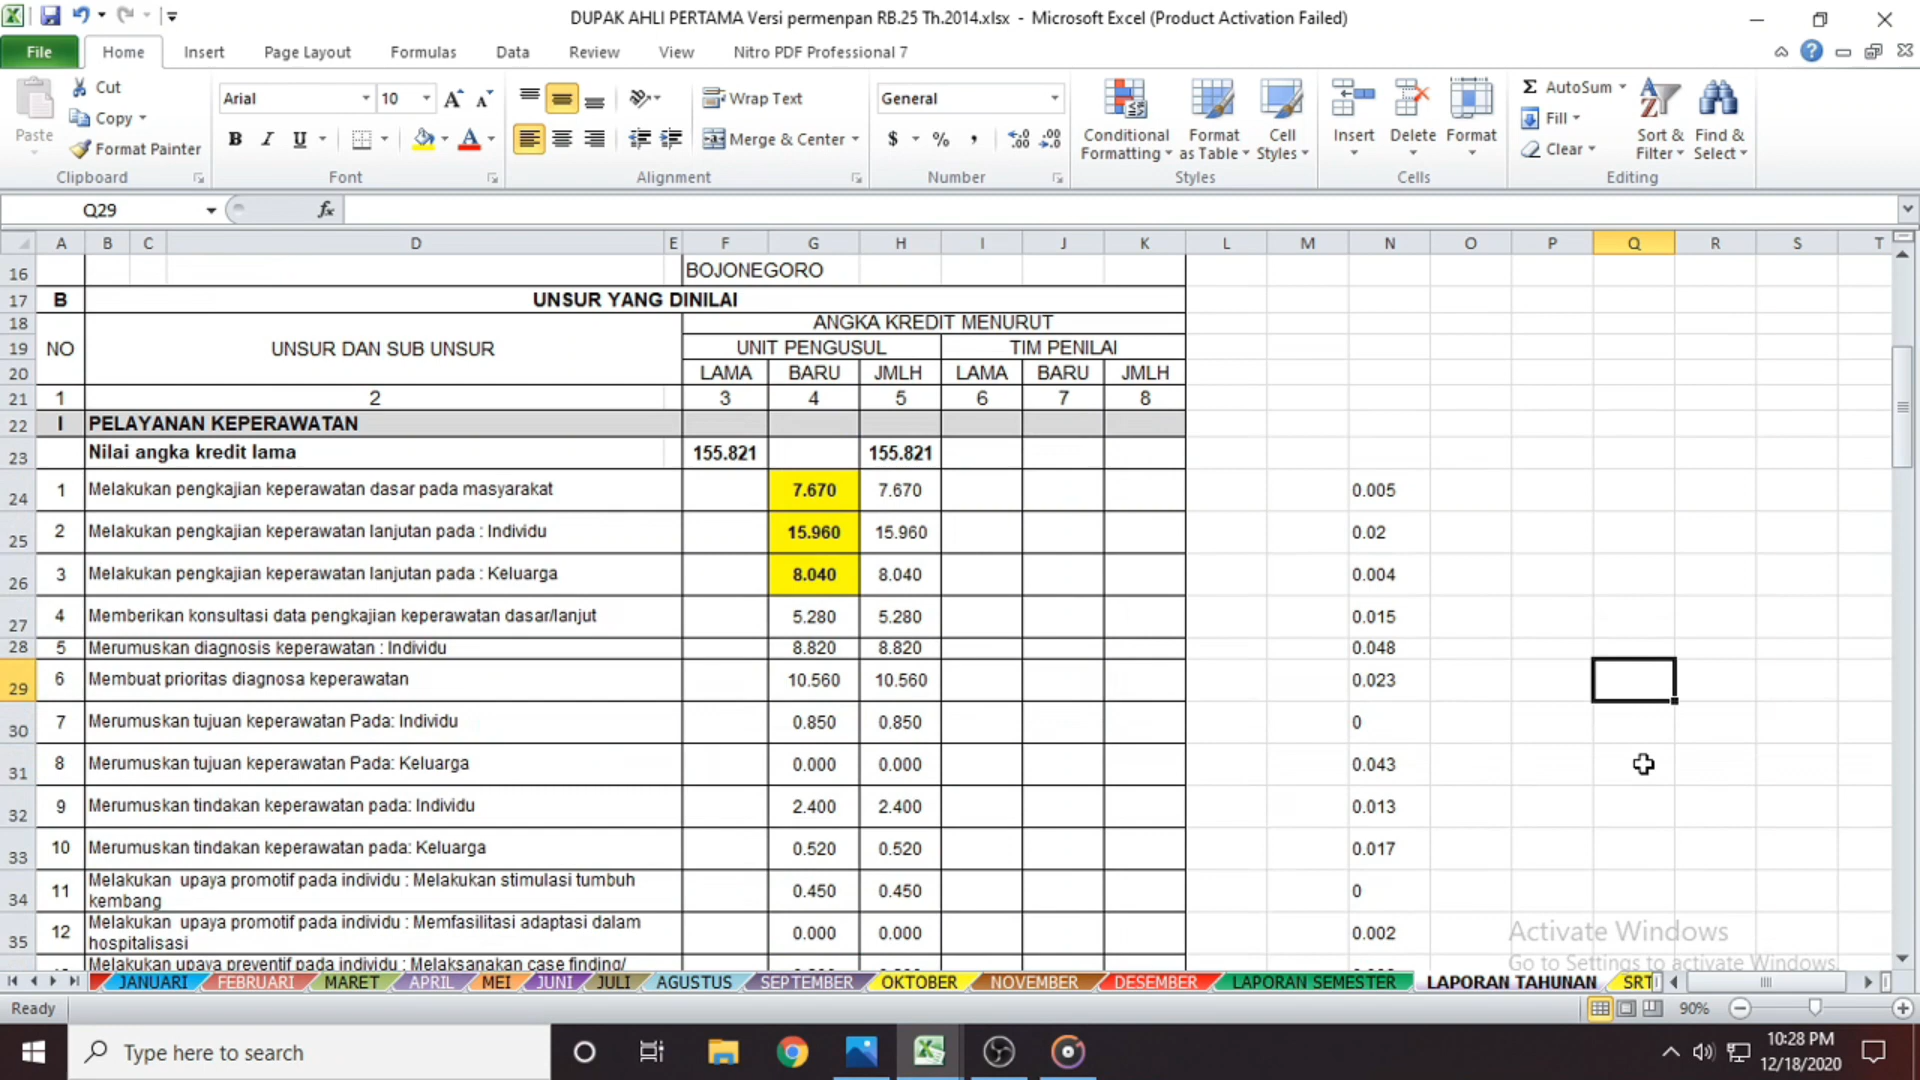 DUPAK AHLI PERTAMA Versi permenpan RB.25 Th.2014.xlsx - Microsoft Excel (Product Activation Failed)
File Home Insert Page Layout Formulas Data Review View Nitro PDF Professional 7
Paste Cut
Copy
Format Painter
Clipboard
Arial 10
B I U
Font
Wrap Text
Merge & Center
Alignment
General
$ % ,
Number
Conditional Formatting Format as Table Cell Styles
Styles
Insert Delete Format
Cells
Σ AutoSum
Fill
Clear
Sort & Filter Find & Select
Editing
Q29 fx
A B C D E F G H I J K L M N O P Q R S T
16 BOJONEGORO
17 B UNSUR YANG DINILAI
18 ANGKA KREDIT MENURUT
19 NO UNSUR DAN SUB UNSUR UNIT PENGUSUL TIM PENILAI
20 LAMA BARU JMLH LAMA BARU JMLH
21 1 2 3 4 5 6 7 8
22 I PELAYANAN KEPERAWATAN
23 Nilai angka kredit lama 155.821 155.821
24 1 Melakukan pengkajian keperawatan dasar pada masyarakat 7.670 7.670 0.005
25 2 Melakukan pengkajian keperawatan lanjutan pada : Individu 15.960 15.960 0.02
26 3 Melakukan pengkajian keperawatan lanjutan pada : Keluarga 8.040 8.040 0.004
27 4 Memberikan konsultasi data pengkajian keperawatan dasar/lanjut 5.280 5.280 0.015
28 5 Merumuskan diagnosis keperawatan : Individu 8.820 8.820 0.048
29 6 Membuat prioritas diagnosa keperawatan 10.560 10.560 0.023
30 7 Merumuskan tujuan keperawatan Pada: Individu 0.850 0.850 0
31 8 Merumuskan tujuan keperawatan Pada: Keluarga 0.000 0.000 0.043
32 9 Merumuskan tindakan keperawatan pada: Individu 2.400 2.400 0.013
33 10 Merumuskan tindakan keperawatan pada: Keluarga 0.520 0.520 0.017
34 11 Melakukan upaya promotif pada individu : Melakukan stimulasi tumbuh kembang 0.450 0.450 0
35 12 Melakukan upaya promotif pada individu : Memfasilitasi adaptasi dalam hospitalisasi 0.000 0.000 0.002
Melakukan upaya preventif pada individu : Melaksanakan case finding/
Activate Windows
Go to Settings to activate Windows.
JANUARI FEBRUARI MARET APRIL MEI JUNI JULI AGUSTUS SEPTEMBER OKTOBER NOVEMBER DESEMBER LAPORAN SEMESTER LAPORAN TAHUNAN SRT
Ready 90%
Type here to search
10:28 PM
12/18/2020